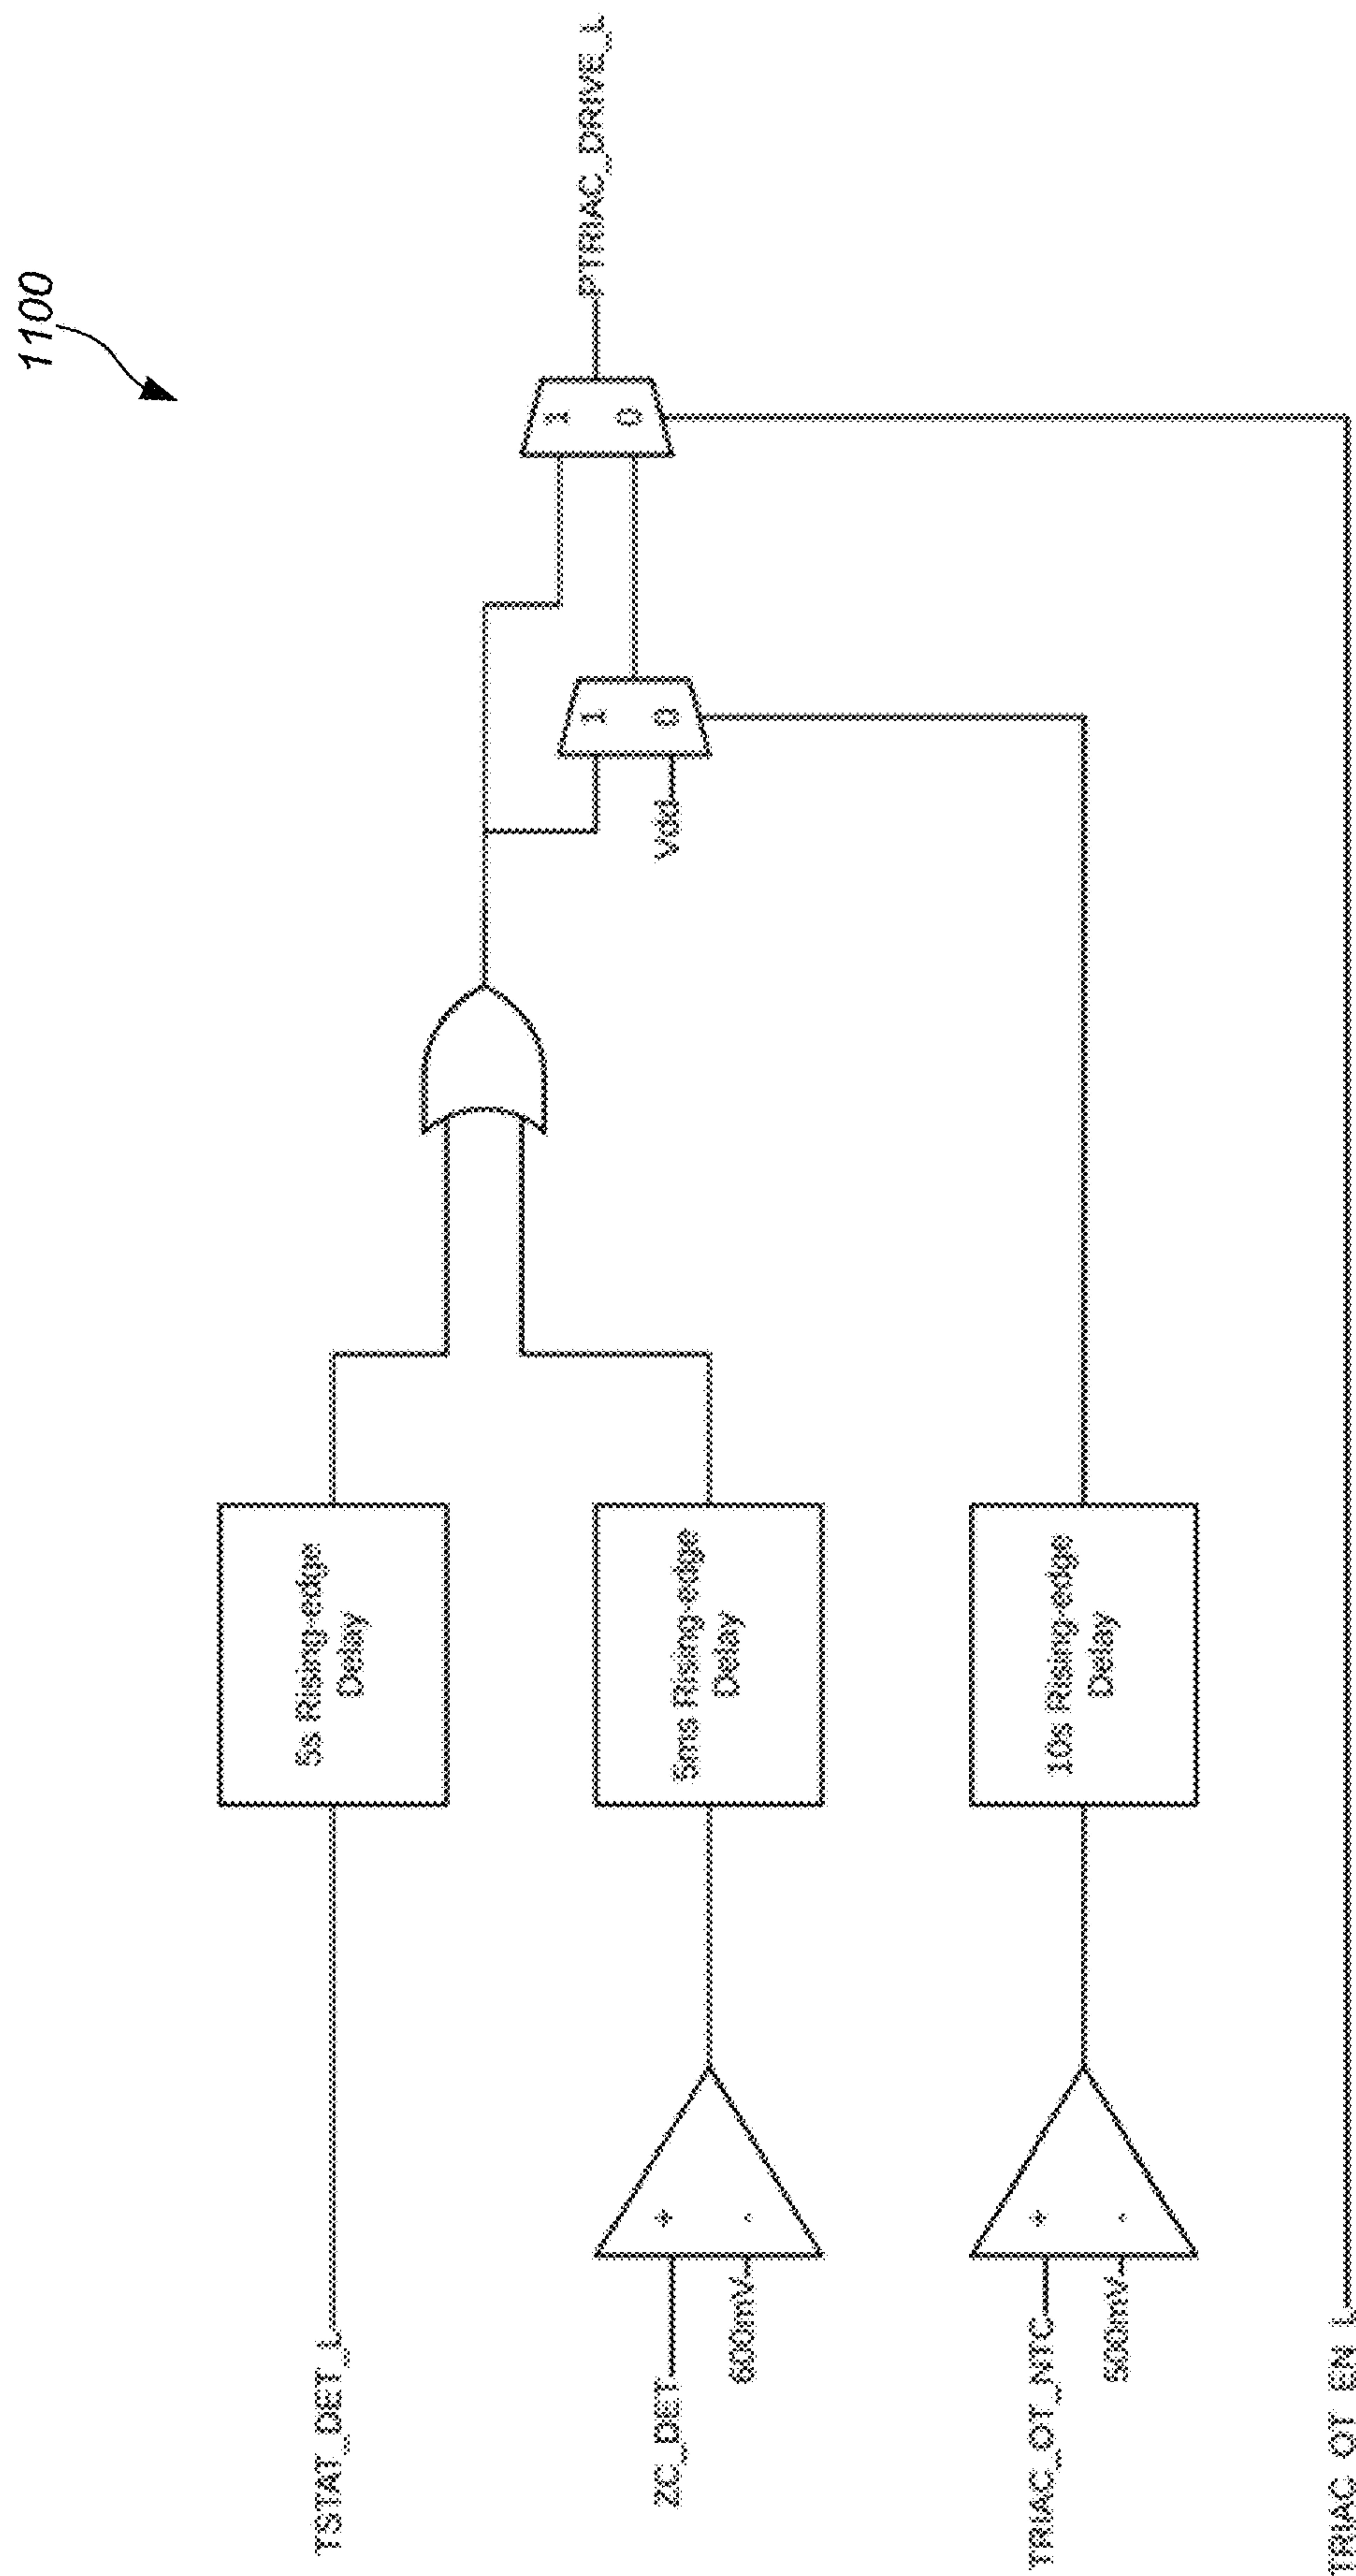 1100
TSTAT_DET_L
5s Rising-edge
Delay
ZC_DET
+
600mV
-
5ms Rising-edge
Delay
TRIAC_OT_NTC
+
500mV
-
10s Rising-edge
Delay
TRIAC_OT_EN_L
Vdd
1
0
1
0
PTRIAC_DRIVE_L